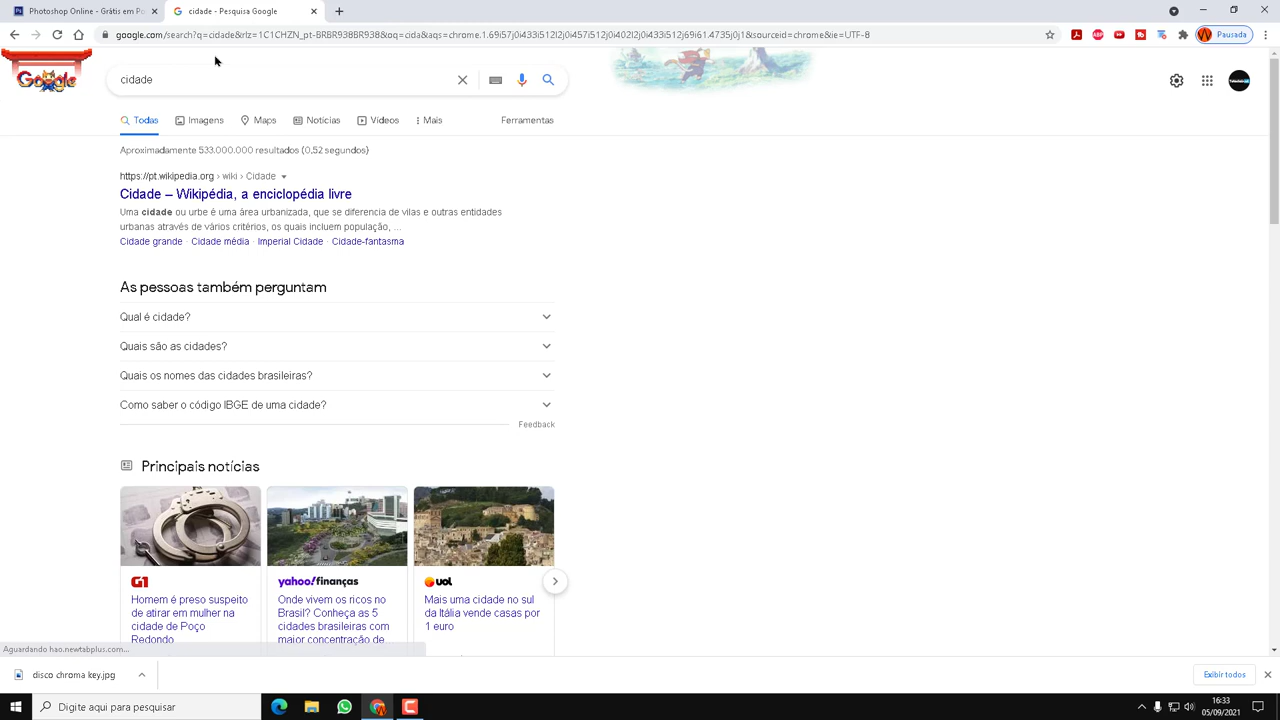 Photoshop Online - Grátis em Po
cidade - Pesquisa Google
google.com/search?q=cidade&rlz=1C1CHZN_pt-BRBR938BR938&oq=cida&aqs=chrome.1.69i57j0i433i512l2j0i457i512j0i402l2j0i433i512j69i61.4735j0j1&sourceid=chrome&ie=UTF-8
ABP
Pausada
Google
cidade
Todas
Imagens
Maps
Notícias
Vídeos
Mais
Ferramentas
Aproximadamente 533.000.000 resultados (0,52 segundos)
https://pt.wikipedia.org › wiki › Cidade
Cidade – Wikipédia, a enciclopédia livre
Uma cidade ou urbe é uma área urbanizada, que se diferencia de vilas e outras entidades
urbanas através de vários critérios, os quais incluem população, ...
Cidade grande · Cidade média · Imperial Cidade · Cidade-fantasma
As pessoas também perguntam
Qual é cidade?
Quais são as cidades?
Quais os nomes das cidades brasileiras?
Como saber o código IBGE de uma cidade?
Feedback
Principais notícias
G1
Homem é preso suspeito
de atirar em mulher na
cidade de Poço
Redondo
yahoo!finanças
Onde vivem os ricos no
Brasil? Conheça as 5
cidades brasileiras com
maior concentração de
uol
Mais uma cidade no sul
da Itália vende casas por
1 euro
Aguardando hao.newtabplus.com...
disco chroma key.jpg
Exibir todos
Digite aqui para pesquisar
16:33
05/09/2021